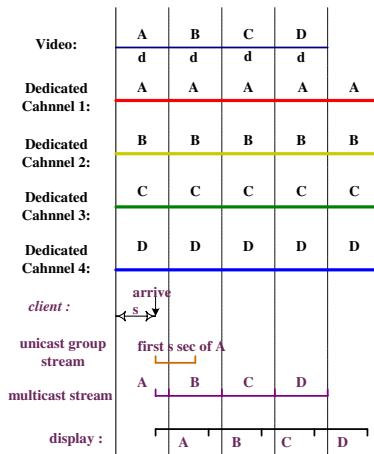 Video: A B C D
d d d d
Dedicated A A A A A
Cahnnel 1:
Dedicated B B B B B
Cahnnel 2:
Dedicated C C C C C
Cahnnel 3:
Dedicated D D D D D
Cahnnel 4:
client : arrive
s
unicast group first s sec of A
stream
multicast stream A B C D
display : A B C D